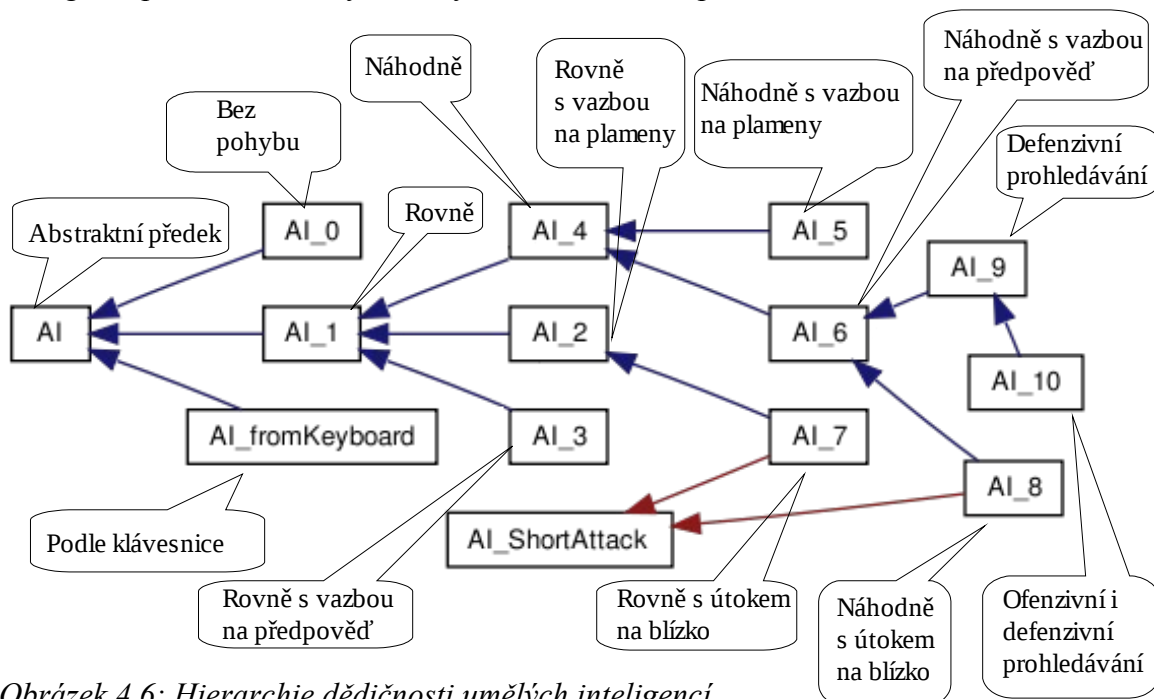 Náhodně
Rovně
s vazbou
na plameny
Náhodně s vazbou
na plameny
Náhodně s vazbou
na předpověď
Bez
pohybu
Defenzivní
prohledávání
Abstraktní předek
AI_0
Rovně
AI_4
AI_5
AI_9
AI
AI_1
AI_2
AI_6
AI_10
AI_fromKeyboard
AI_3
AI_7
AI_8
Podle klávesnice
AI_ShortAttack
Rovně s vazbou
na předpověď
Rovně s útokem
na blízko
Náhodně
s útokem
na blízko
Ofenzivní i
defenzivní
prohledávání
Obrázek 4.6: Hierarchie dědičnosti umělých inteligencí